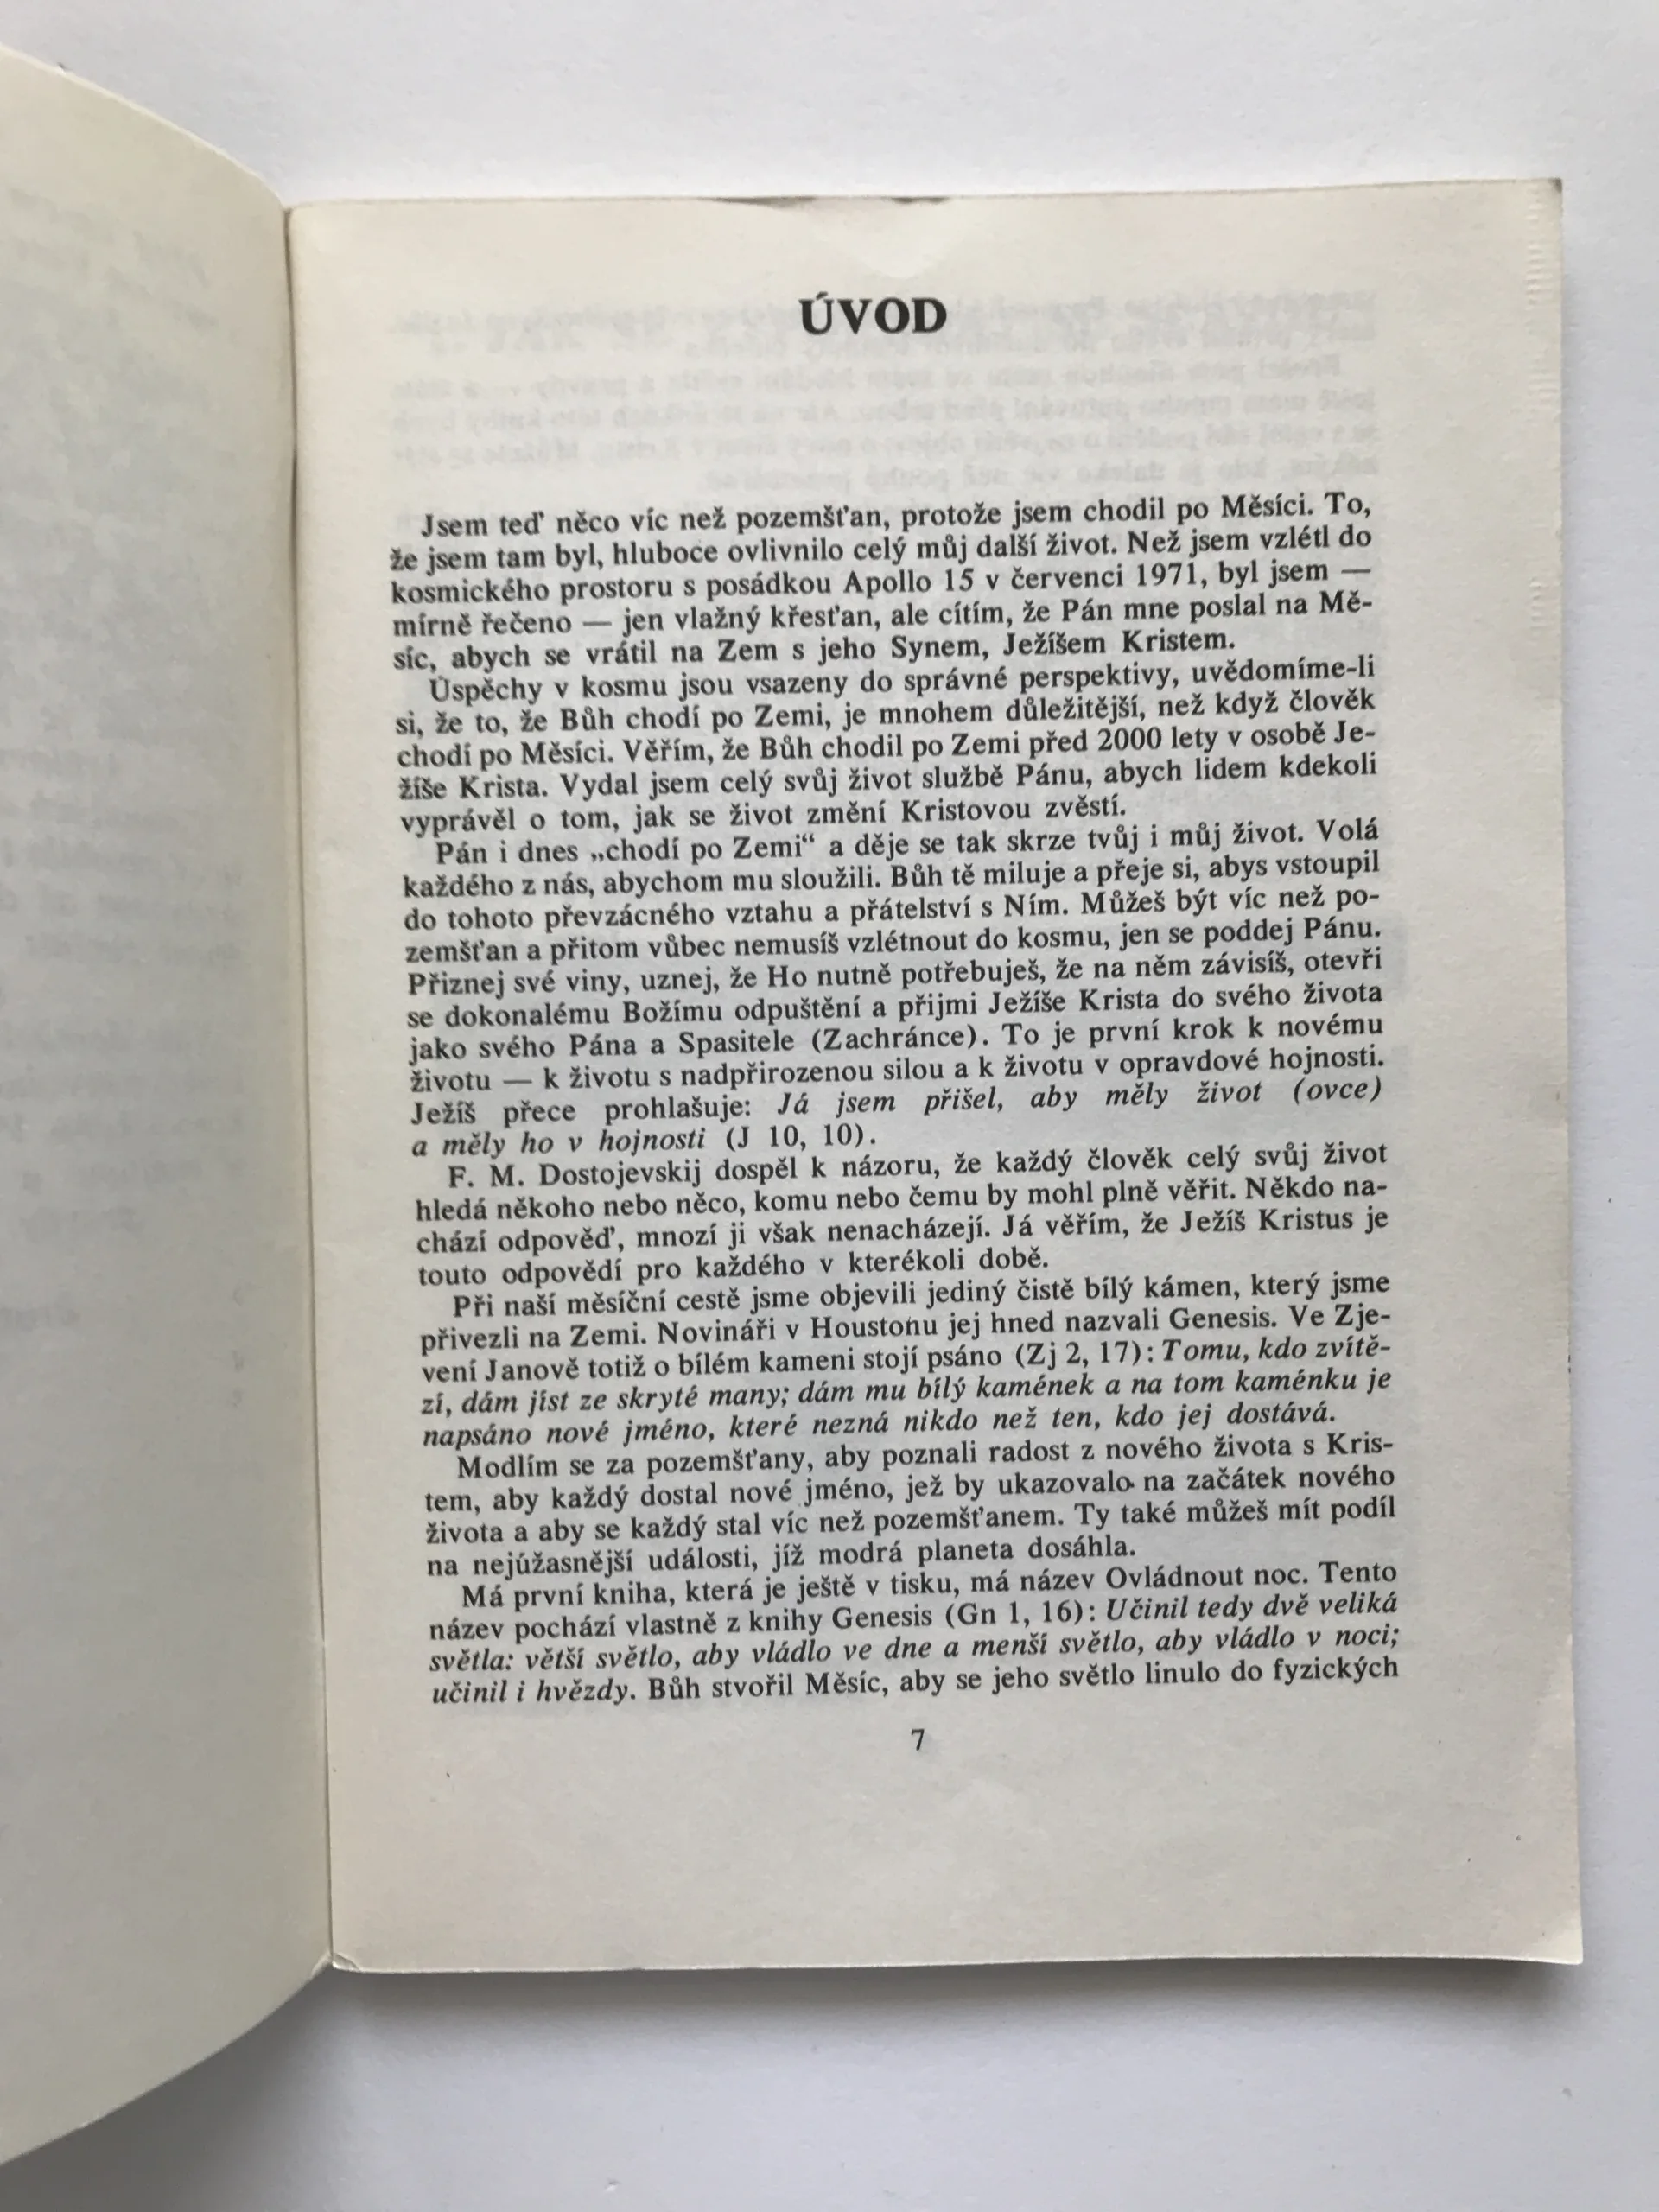 ÚVOD
Jsem teď něco víc než pozemšťan, protože jsem chodil po Měsíci. To,
že jsem tam byl, hluboce ovlivnilo celý můj další život. Než jsem vzlétl do
kosmického prostoru s posádkou Apollo 15 v červenci 1971, byl jsem —
mírně řečeno — jen vlažný křesťan, ale cítím, že Pán mne poslal na Mě-
síc, abych se vrátil na Zem s jeho Synem, Ježíšem Kristem.
Úspěchy v kosmu jsou vsazeny do správné perspektivy, uvědomíme-li
si, že to, že Bůh chodí po Zemi, je mnohem důležitější, než když člověk
chodí po Měsíci. Věřím, že Bůh chodil po Zemi před 2000 lety v osobě Je-
žíše Krista. Vydal jsem celý svůj život službě Pánu, abych lidem kdekoli
vyprávěl o tom, jak se život změní Kristovou zvěstí.
Pán i dnes „chodí po Zemi“ a děje se tak skrze tvůj i můj život. Volá
každého z nás, abychom mu sloužili. Bůh tě miluje a přeje si, abys vstoupil
do tohoto převzácného vztahu a přátelství s Ním. Můžeš být víc než po-
zemšťan a přitom vůbec nemusíš vzlétnout do kosmu, jen se poddej Pánu.
Přiznej své viny, uznej, že Ho nutně potřebuješ, že na něm závisíš, otevři
se dokonalému Božímu odpuštění a přijmi Ježíše Krista do svého života
jako svého Pána a Spasitele (Zachránce). To je první krok k novému
životu — k životu s nadpřirozenou silou a k životu v opravdové hojnosti.
Ježíš přece prohlašuje: Já jsem přišel, aby měly život (ovce)
a měly ho v hojnosti (J 10, 10).
F. M. Dostojevskij dospěl k názoru, že každý člověk celý svůj život
hledá někoho nebo něco, komu nebo čemu by mohl plně věřit. Někdo na-
chází odpověď, mnozí ji však nenacházejí. Já věřím, že Ježíš Kristus je
touto odpovědí pro každého v kterékoli době.
Při naší měsíční cestě jsme objevili jediný čistě bílý kámen, který jsme
přivezli na Zemi. Novináři v Houstonu jej hned nazvali Genesis. Ve Zje-
vení Janově totiž o bílém kameni stojí psáno (Zj 2, 17): Tomu, kdo zvítě-
zí, dám jíst ze skryté many; dám mu bílý kamének a na tom kaménku je
napsáno nové jméno, které nezná nikdo než ten, kdo jej dostává.
Modlím se za pozemšťany, aby poznali radost z nového života s Kris-
tem, aby každý dostal nové jméno, jež by ukazovalo na začátek nového
života a aby se každý stal víc než pozemšťanem. Ty také můžeš mít podíl
na nejúžasnější události, jíž modrá planeta dosáhla.
Má první kniha, která je ještě v tisku, má název Ovládnout noc. Tento
název pochází vlastně z knihy Genesis (Gn 1, 16): Učinil tedy dvě veliká
světla: větší světlo, aby vládlo ve dne a menší světlo, aby vládlo v noci;
učinil i hvězdy. Bůh stvořil Měsíc, aby se jeho světlo linulo do fyzických
7